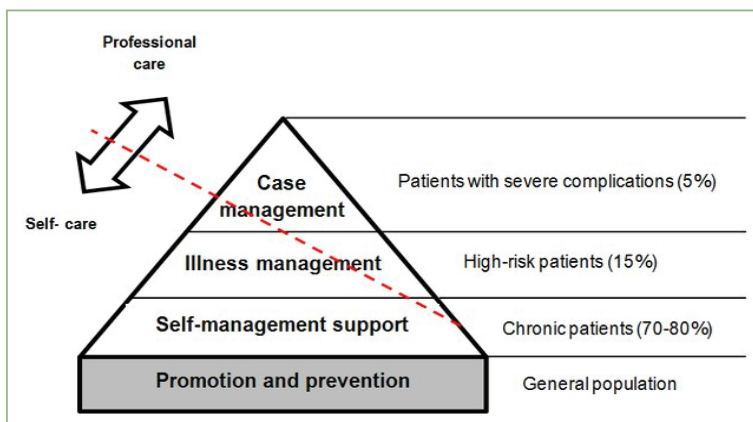 Professional
care
Self- care
Case
management
Patients with severe complications (5%)
Illness management
High-risk patients (15%)
Self-management support
Chronic patients (70-80%)
Promotion and prevention
General population